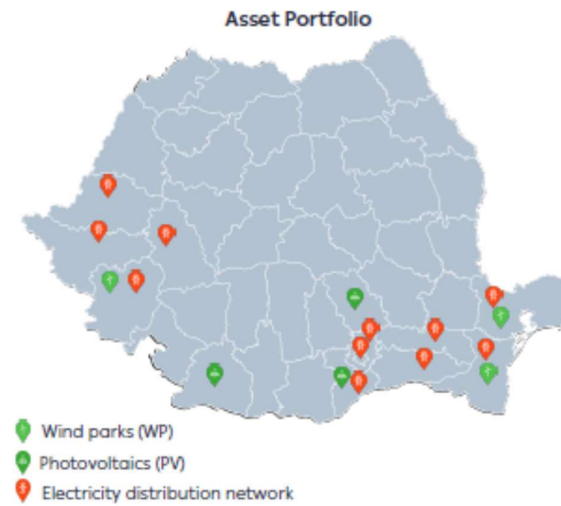 Asset Portfolio
Wind parks (WP)
Photovoltaics (PV)
Electricity distribution network